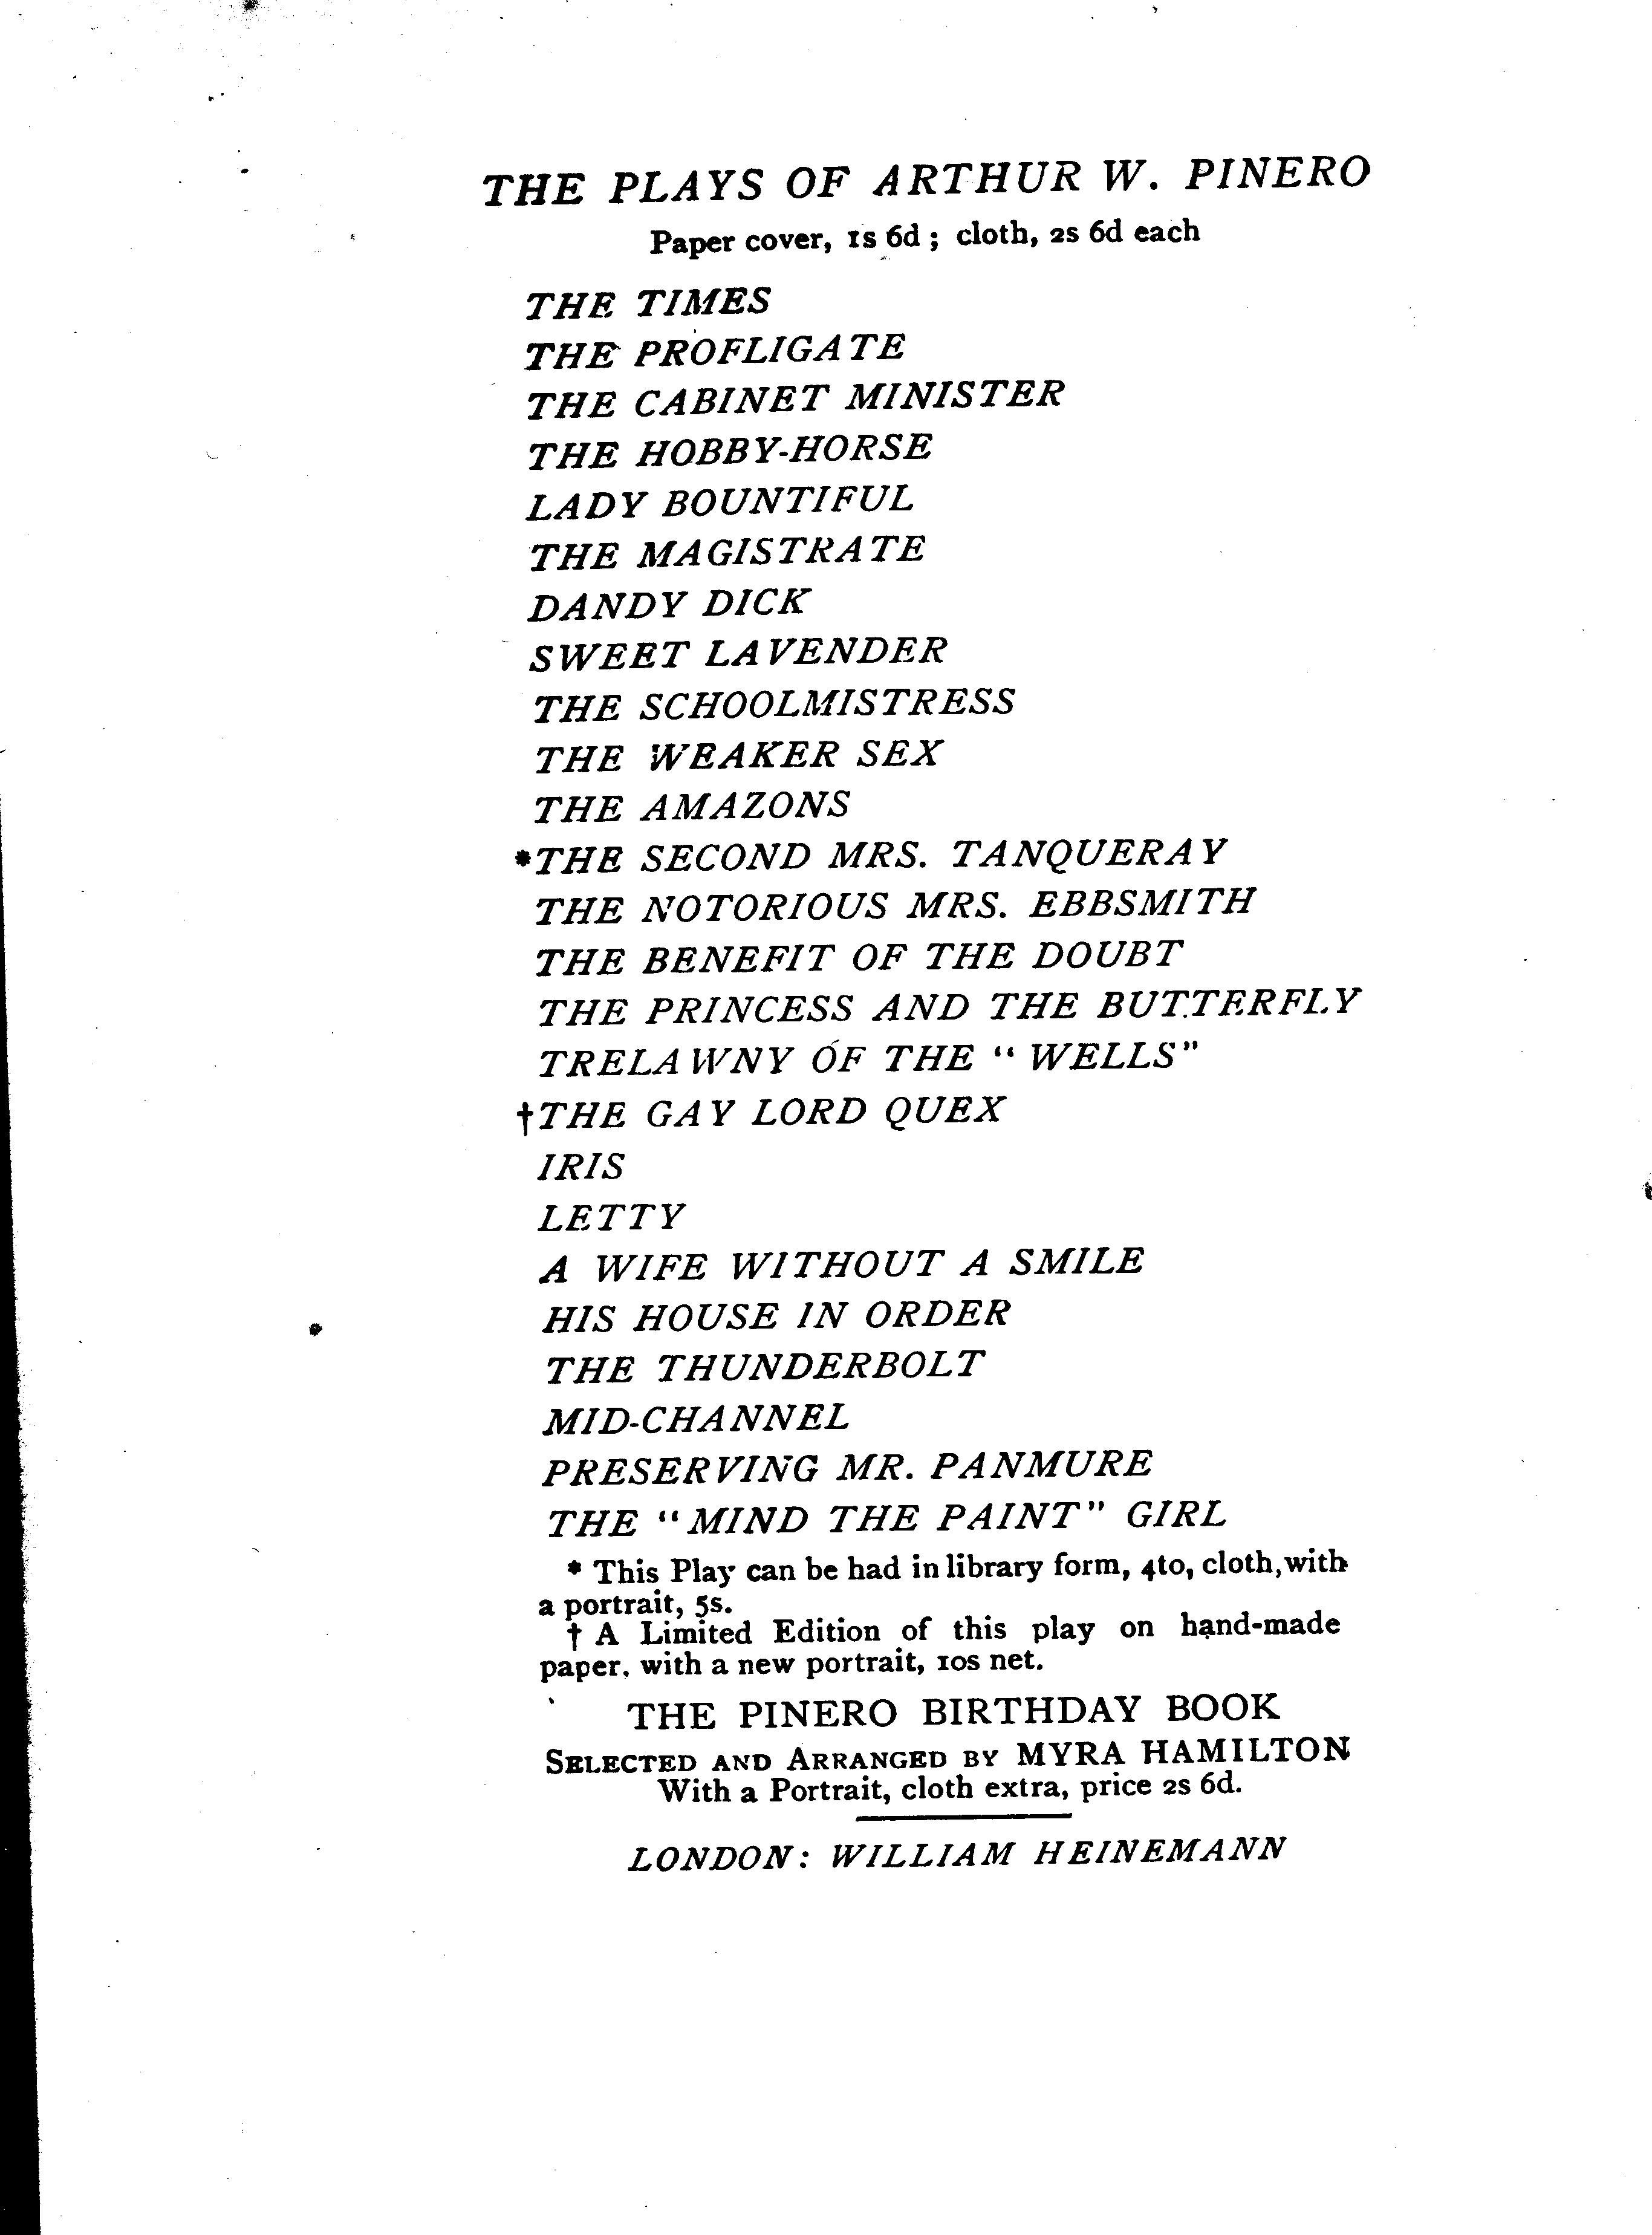 THE PLAYS OF ARTHUR W. PINERO
Paper cover, 1s 6d ; cloth, 2s 6d each
THE TIMES
THE PROFLIGATE
THE CABINET MINISTER
THE HOBBY-HORSE
LADY BOUNTIFUL
THE MAGISTRATE
DANDY DICK
SWEET LAVENDER
THE SCHOOLMISTRESS
THE WEAKER SEX
THE AMAZONS
*THE SECOND MRS. TANQUERAY
THE NOTORIOUS MRS. EBBSMITH
THE BENEFIT OF THE DOUBT
THE PRINCESS AND THE BUTTERFLY
TRELAWNY OF THE “WELLS”
†THE GAY LORD QUEX
IRIS
LETTY
A WIFE WITHOUT A SMILE
HIS HOUSE IN ORDER
THE THUNDERBOLT
MID-CHANNEL
PRESERVING MR. PANMURE
THE “MIND THE PAINT” GIRL
* This Play can be had in library form, 4to, cloth, with
a portrait, 5s.
† A Limited Edition of this play on hand-made
paper, with a new portrait, 10s net.
THE PINERO BIRTHDAY BOOK
SELECTED AND ARRANGED BY MYRA HAMILTON
With a Portrait, cloth extra, price 2s 6d.
LONDON: WILLIAM HEINEMANN